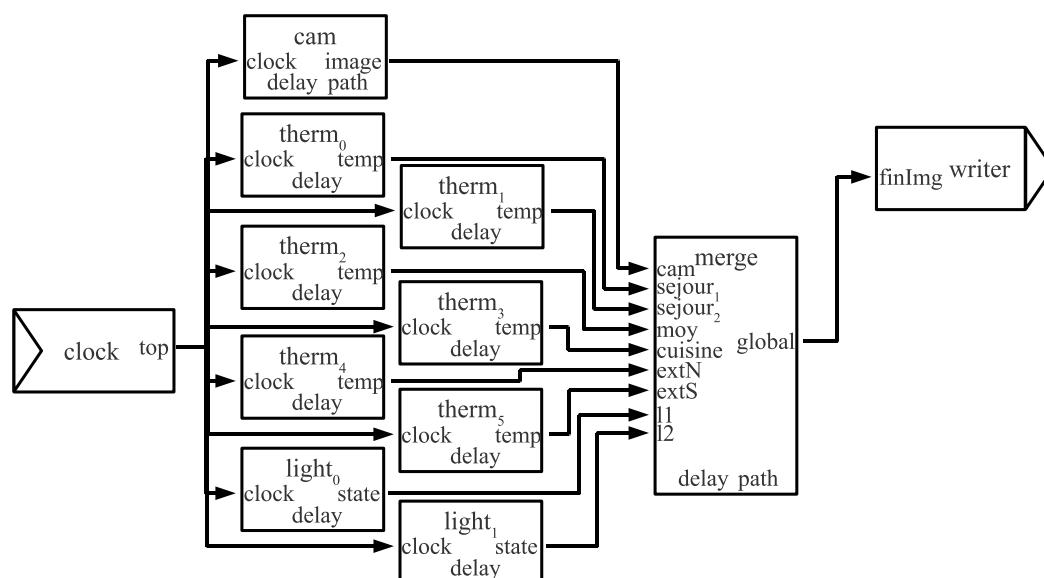 cam
clock image
delay path
therm0
clock temp
delay
therm1
clock temp
delay
therm2
clock temp
delay
therm3
clock temp
delay
therm4
clock temp
delay
therm5
clock temp
delay
light0
clock state
delay
light1
clock state
delay
clock top
merge
cam
sejour1
sejour2
moy
cuisine
extN
extS
l1
l2
global
delay path
finImg writer